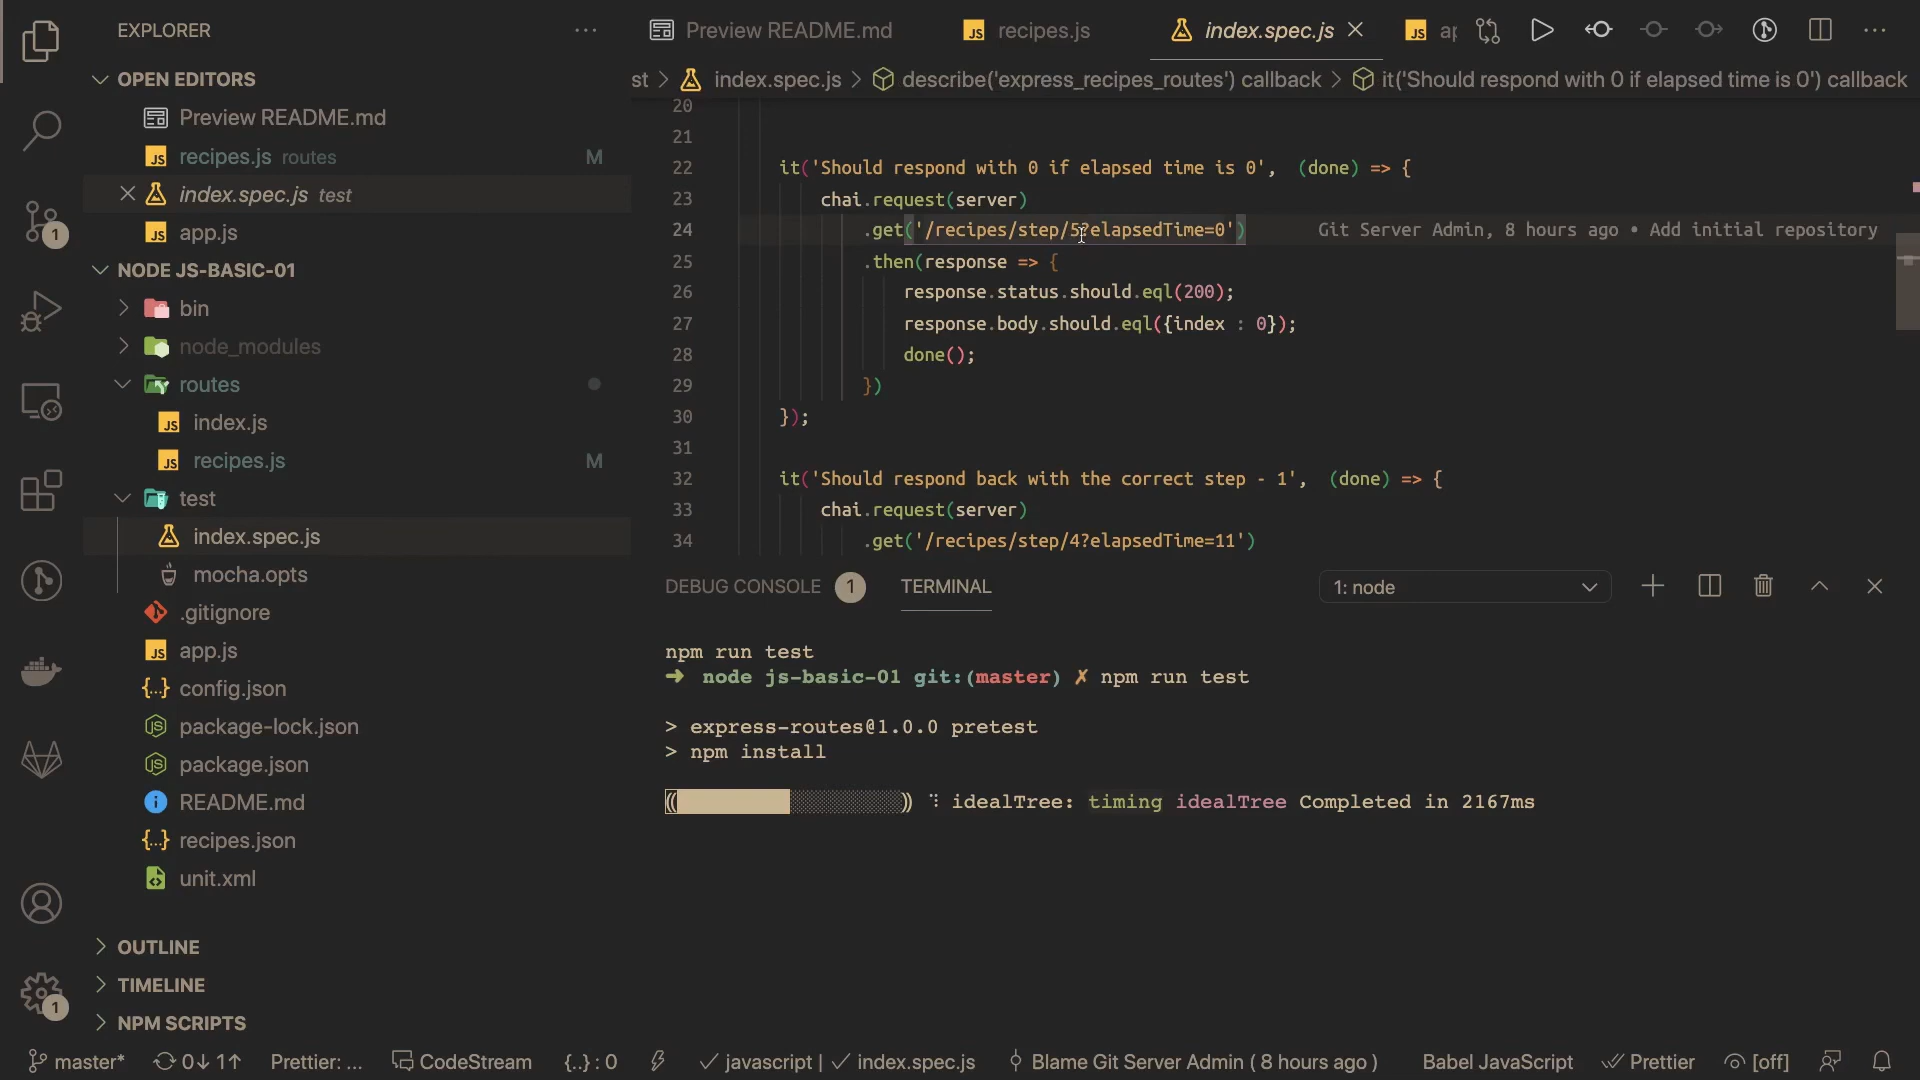 EXPLORER
OPEN EDITORS
Preview README.md
recipes.js routes M
index.spec.js test
app.js
NODE JS-BASIC-01
bin
node_modules
routes
index.js
recipes.js M
test
index.spec.js
mocha.opts
.gitignore
app.js
config.json
package-lock.json
package.json
README.md
recipes.json
unit.xml
OUTLINE
TIMELINE
NPM SCRIPTS
1
1
Preview README.md
JS recipes.js
index.spec.js
JS ap
st > index.spec.js > describe('express_recipes_routes') callback > it('Should respond with 0 if elapsed time is 0') callback
20
21
22 it('Should respond with 0 if elapsed time is 0', (done) => {
23 chai.request(server)
24 .get('/recipes/step/5?elapsedTime=0') Git Server Admin, 8 hours ago • Add initial repository
25 .then(response => {
26 response.status.should.eql(200);
27 response.body.should.eql({index : 0});
28 done();
29 })
30 });
31
32 it('Should respond back with the correct step - 1', (done) => {
33 chai.request(server)
34 .get('/recipes/step/4?elapsedTime=11')
DEBUG CONSOLE 1 TERMINAL 1: node
npm run test
➜ node js-basic-01 git:(master) ✗ npm run test
> express-routes@1.0.0 pretest
> npm install
(( )) ⠹ idealTree: timing idealTree Completed in 2167ms
master* 0↓ 1↑ Prettier: ... CodeStream {..} : 0 ✓ javascript | ✓ index.spec.js Blame Git Server Admin ( 8 hours ago ) Babel JavaScript Prettier [off]